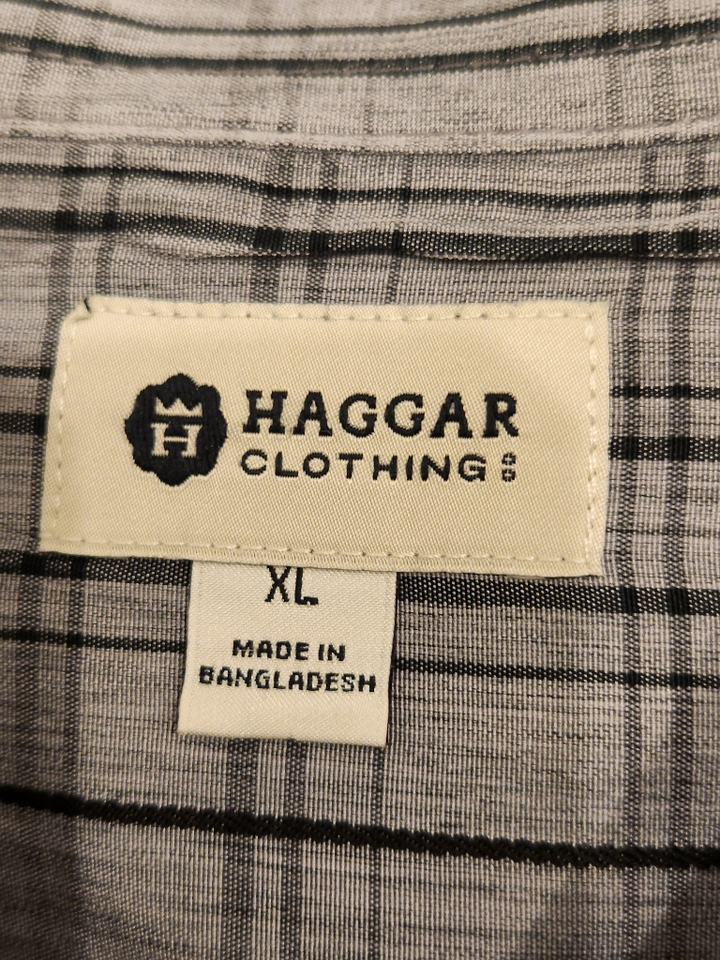 H
HAGGAR
CLOTHING CO
XL
MADE IN
BANGLADESH